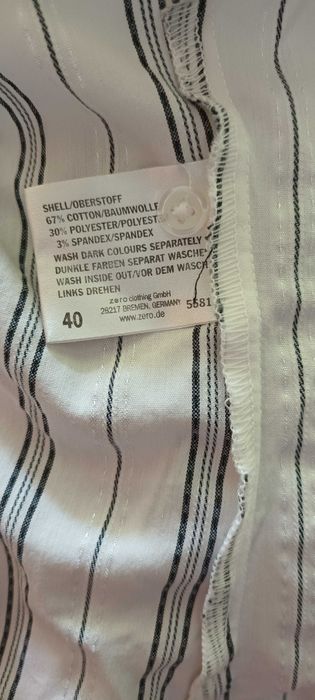 SHELL/OBERSTOFF
67% COTTON/BAUMWOLLE
30% POLYESTER/POLYEST
3% SPANDEX/SPANDEX
WASH DARK COLOURS SEPARATELY
DUNKLE FARBEN SEPARAT WASCHE
WASH INSIDE OUT/VOR DEM WASCH
LINKS DREHEN
zero clothing GmbH
28217 BREMEN, GERMANY 5581
40 www.zero.de